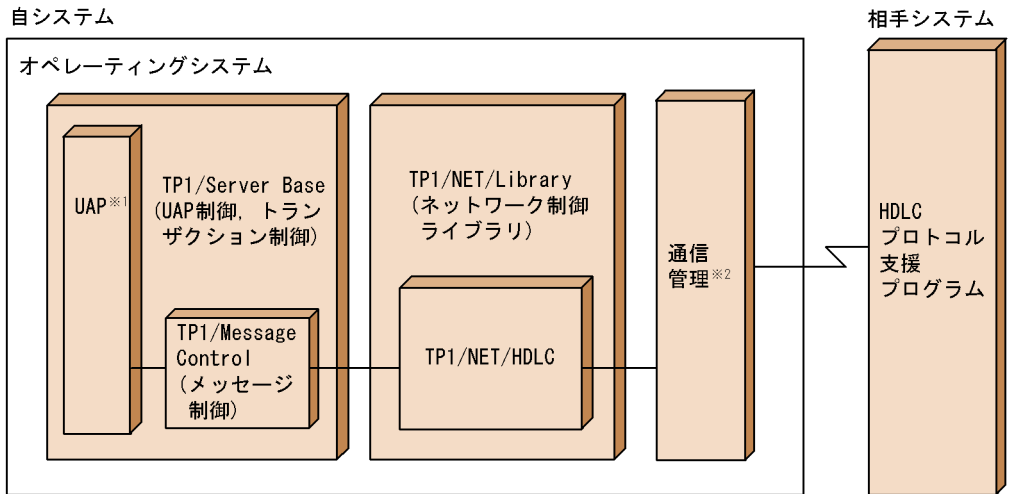 自システム
相手システム
オペレーティングシステム
UAP※1
TP1/Server Base
(UAP制御，トラン
ザクション制御)
TP1/Message
Control
(メッセージ
制御)
TP1/NET/Library
(ネットワーク制御
ライブラリ)
TP1/NET/HDLC
通信
管理※2
HDLC
プロトコル
支援
プログラム